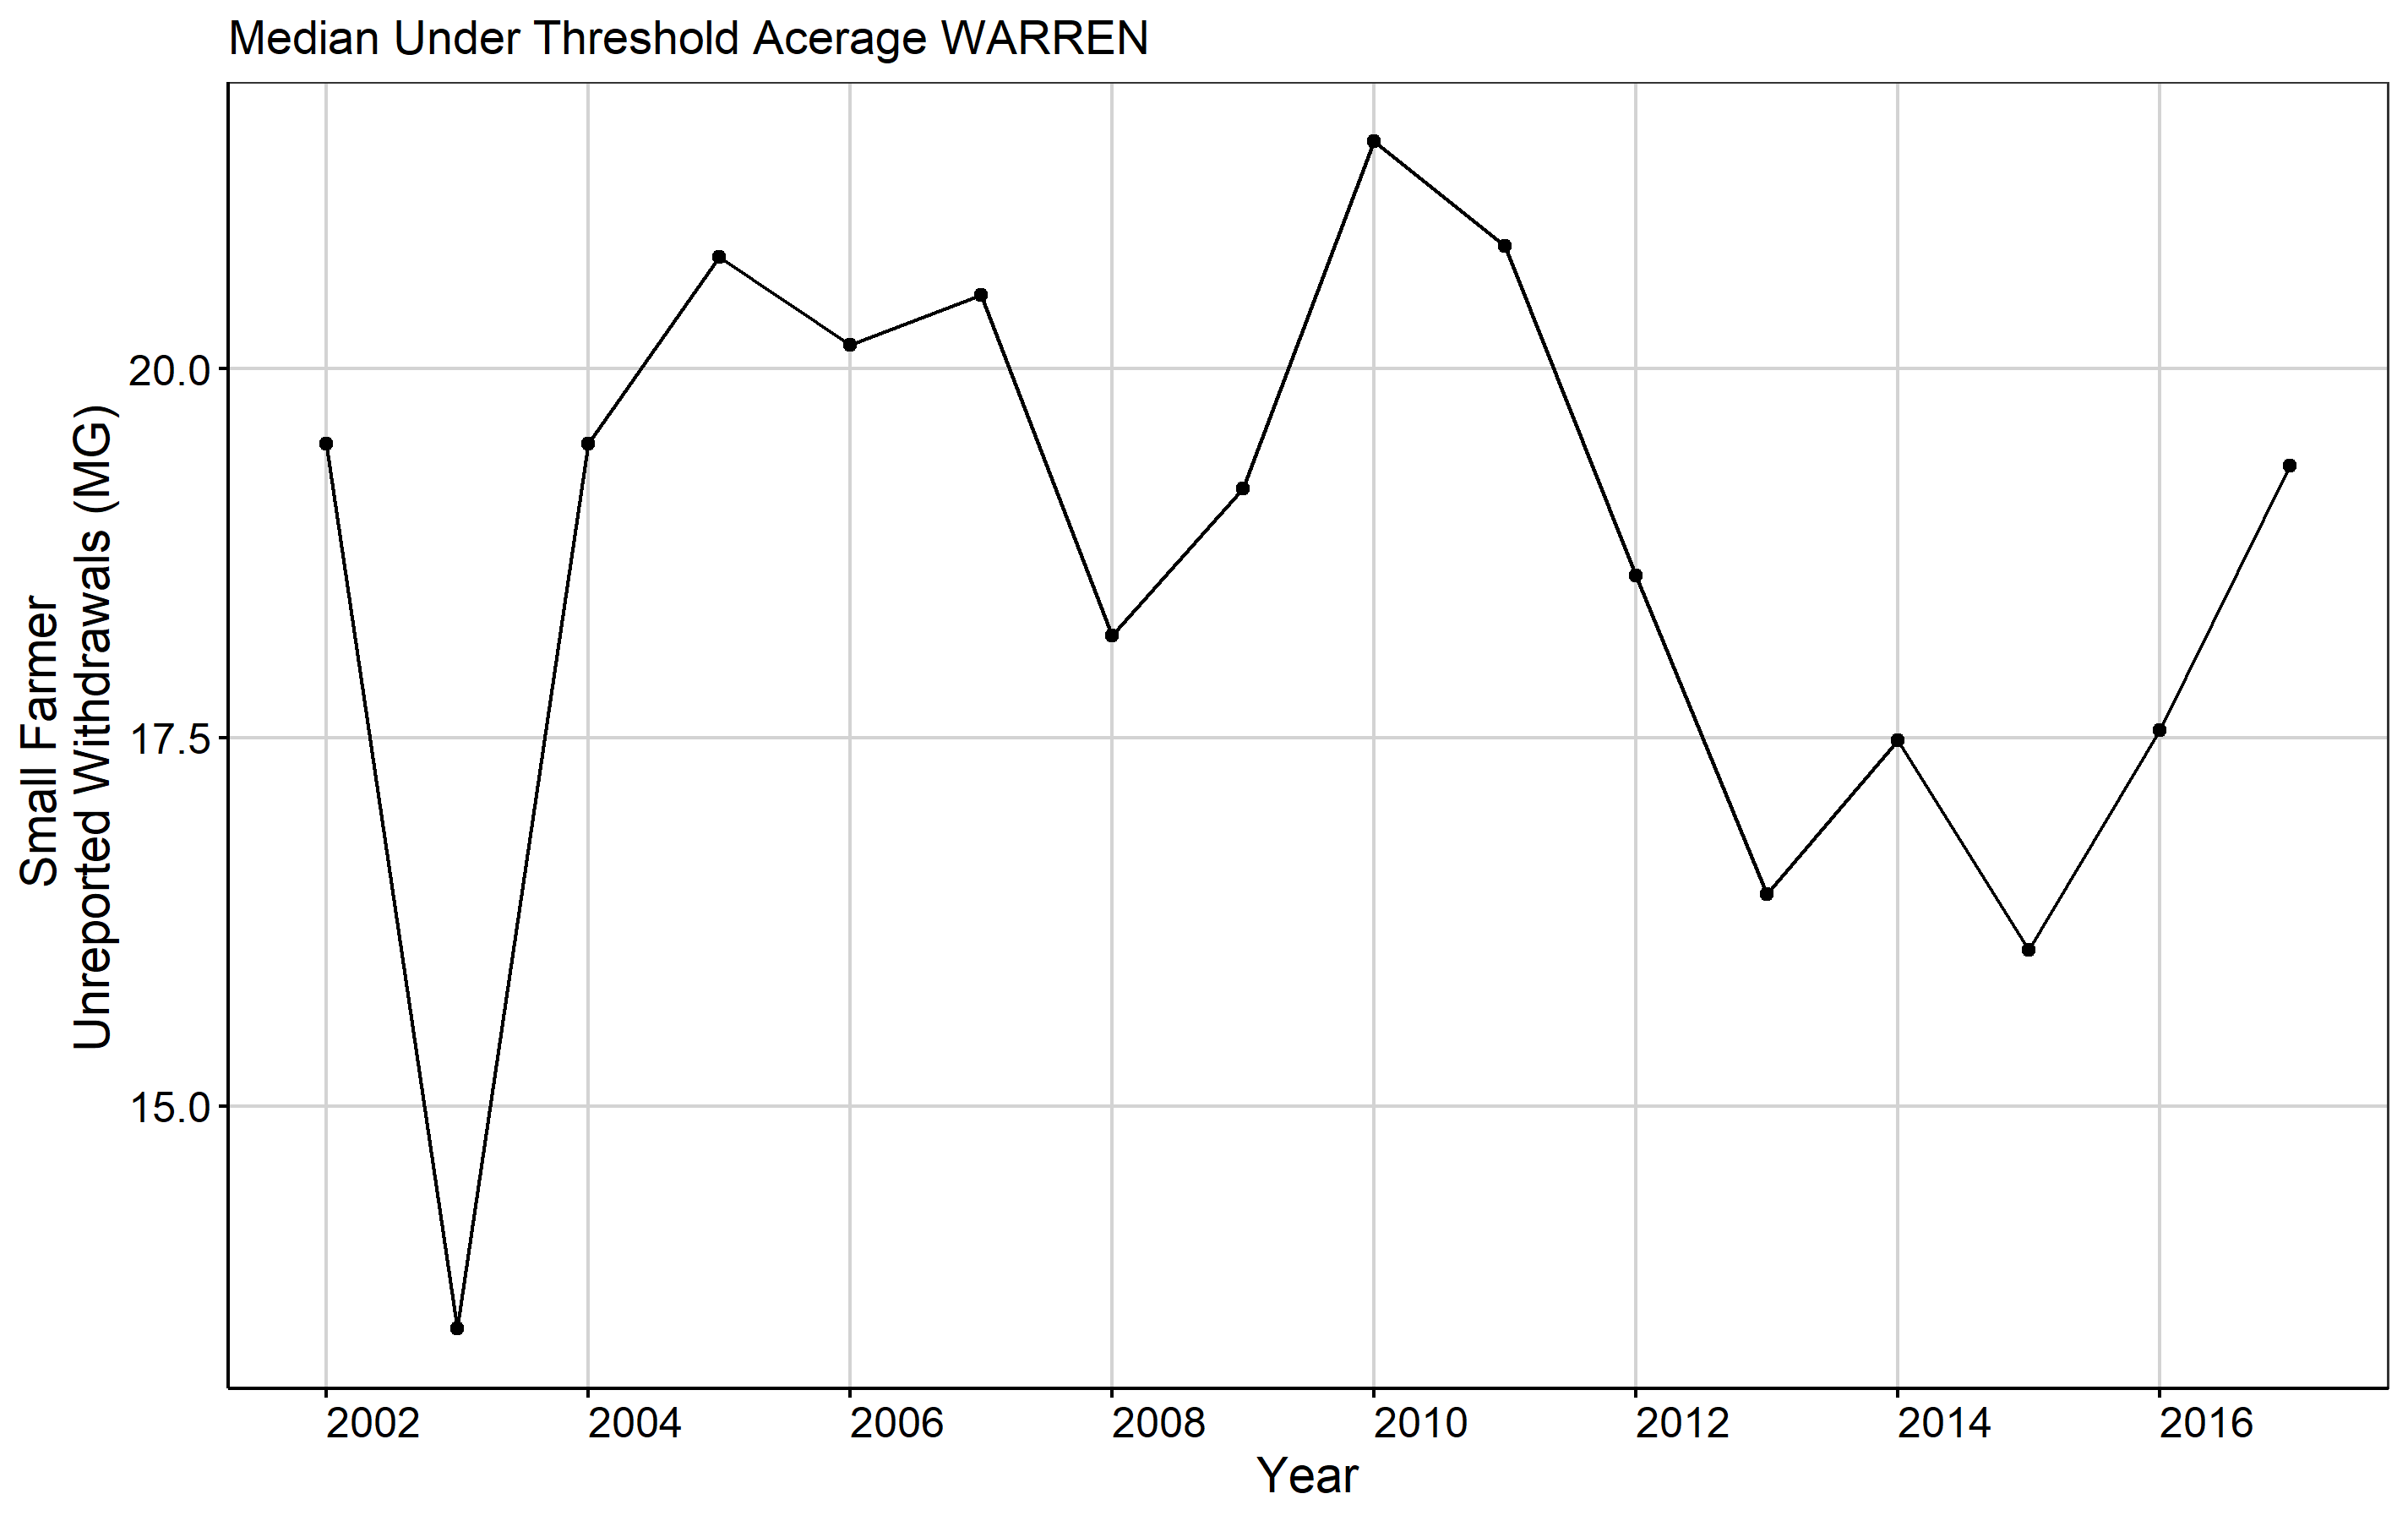 Median Under Threshold Acerage WARREN
Small Farmer
Unreported Withdrawals (MG)
20.0
17.5
15.0
2002 2004 2006 2008 2010 2012 2014 2016
Year